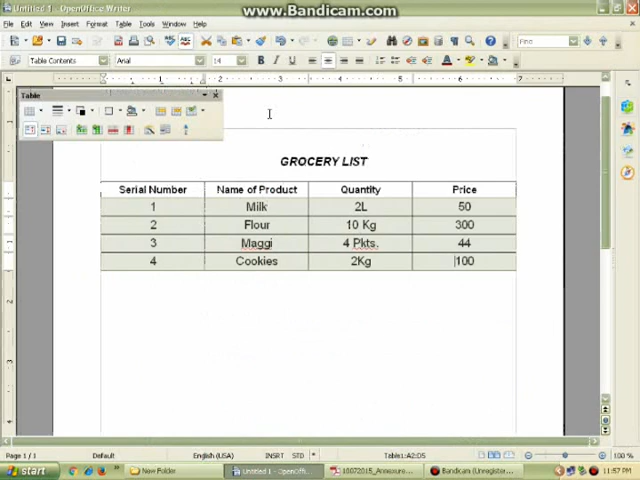 www.Bandicam.com
Untitled 1 - OpenOffice Writer
File Edit View Insert Format Table Tools Window Help
Find
Table Contents Arial 14
Table
GROCERY LIST
Serial Number Name of Product Quantity Price
1 Milk 2L 50
2 Flour 10 Kg 300
3 Maggi 4 Pkts. 44
4 Cookies 2Kg 100
Page 1 / 1 Default English (USA) INSRT STD * Table1:A2:D5 100 %
start New Folder Untitled 1 - OpenOffi... 10072015_Annexure... Bandicam (Unregister... 11:57 PM